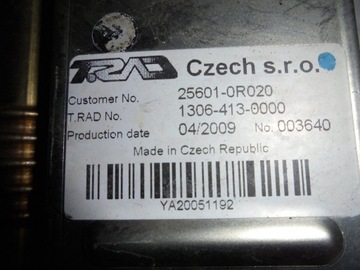 T.RAD Czech s.r.o.
Customer No. 25601-0R020
T.RAD No. 1306-413-0000
Production date 04/2009 No. 003640
Made in Czech Republic
YA20051192